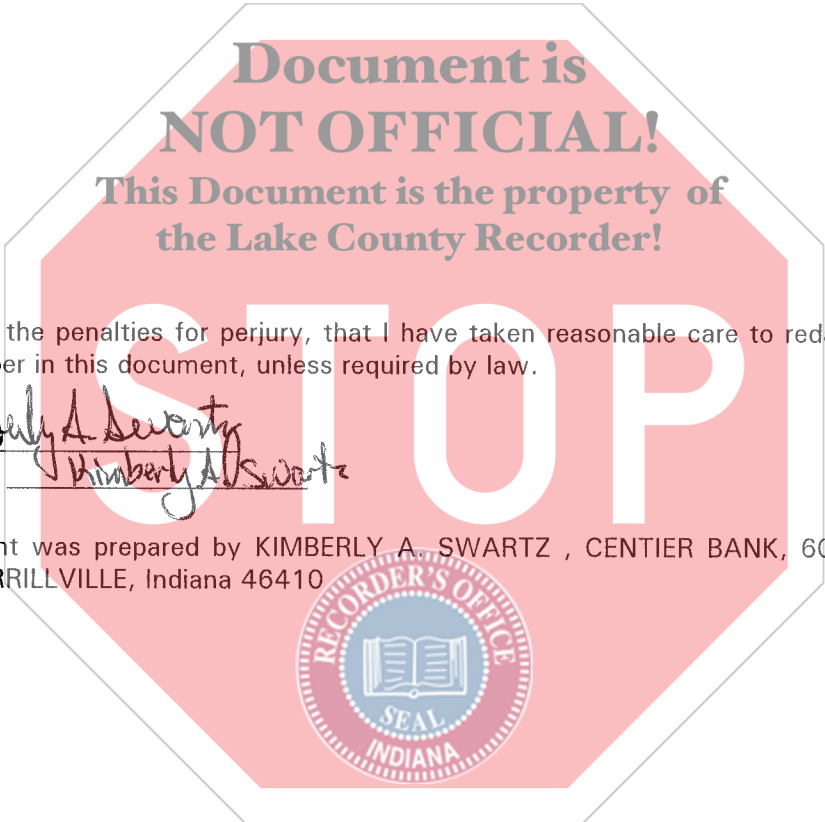 Document is
NOT OFFICIAL!
This Document is the property of
the Lake County Recorder!
STOP
the penalties for perjury, that I have taken reasonable care to red
er in this document, unless required by law.
erly A. Swartz
Kimberly A Swartz
nt was prepared by KIMBERLY A. SWARTZ , CENTIER BANK, 60
RRILLVILLE, Indiana 46410
RECORDER'S OFFICE
SEAL
INDIANA